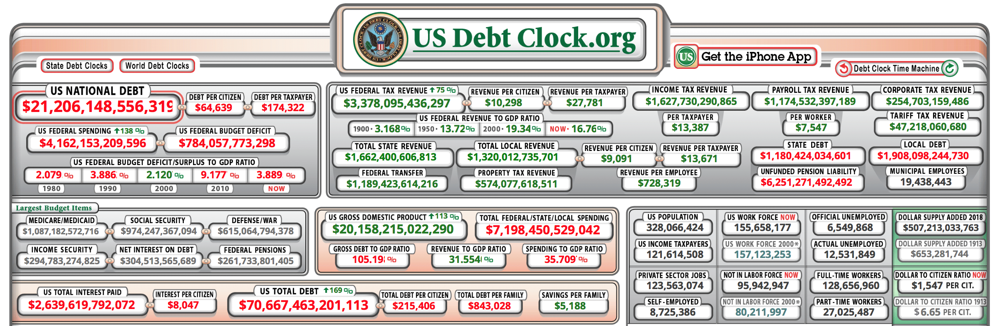 US Debt Clock.org
State Debt Clocks
World Debt Clocks
US Get the iPhone App
Debt Clock Time Machine
US NATIONAL DEBT
$21,206,148,556,319
DEBT PER CITIZEN
$64,639
DEBT PER TAXPAYER
$174,322
US FEDERAL SPENDING 138 %
$4,162,153,209,596
US FEDERAL BUDGET DEFICIT
$784,057,773,298
US FEDERAL BUDGET DEFICIT/SURPLUS TO GDP RATIO
2.079 % 3.886 % 2.120 % 9.177 % 3.889 %
1980 1990 2000 2010 NOW
US FEDERAL TAX REVENUE 75 %
$3,378,095,436,297
REVENUE PER CITIZEN
$10,298
REVENUE PER TAXPAYER
$27,781
INCOME TAX REVENUE
$1,627,730,290,865
PAYROLL TAX REVENUE
$1,174,532,397,189
CORPORATE TAX REVENUE
$254,703,159,486
US FEDERAL REVENUE TO GDP RATIO
1900 · 3.168% 1950 · 13.72% 2000 · 19.34% NOW · 16.76%
PER TAXPAYER
$13,387
PER WORKER
$7,547
TARIFF TAX REVENUE
$47,218,060,680
TOTAL STATE REVENUE
$1,662,400,606,813
TOTAL LOCAL REVENUE
$1,320,012,735,701
REVENUE PER CITIZEN
$9,091
REVENUE PER TAXPAYER
$13,671
STATE DEBT
$1,180,424,034,601
LOCAL DEBT
$1,908,098,244,730
FEDERAL TRANSFER
$1,189,423,614,216
PROPERTY TAX REVENUE
$574,077,618,511
REVENUE PER EMPLOYEE
$728,319
UNFUNDED PENSION LIABILITY
$6,251,271,492,492
MUNICIPAL EMPLOYEES
19,438,443
Largest Budget Items
MEDICARE/MEDICAID
$1,087,182,572,716
SOCIAL SECURITY
$974,247,367,094
DEFENSE/WAR
$615,064,794,378
INCOME SECURITY
$294,783,274,825
NET INTEREST ON DEBT
$304,513,565,689
FEDERAL PENSIONS
$261,733,801,405
US GROSS DOMESTIC PRODUCT 113 %
$20,158,215,022,290
TOTAL FEDERAL/STATE/LOCAL SPENDING
$7,198,450,529,042
GROSS DEBT TO GDP RATIO
105.19 %
REVENUE TO GDP RATIO
31.554 %
SPENDING TO GDP RATIO
35.709 %
US TOTAL INTEREST PAID
$2,639,619,792,072
INTEREST PER CITIZEN
$8,047
US TOTAL DEBT 169 %
$70,667,463,201,113
TOTAL DEBT PER CITIZEN
$215,406
TOTAL DEBT PER FAMILY
$843,028
SAVINGS PER FAMILY
$5,188
US POPULATION
328,066,424
US WORK FORCE NOW
155,658,177
OFFICIAL UNEMPLOYED
6,549,868
DOLLAR SUPPLY ADDED 2018
$507,213,033,763
US INCOME TAXPAYERS
121,614,508
US WORK FORCE 2000*
157,123,253
ACTUAL UNEMPLOYED
12,531,849
DOLLAR SUPPLY ADDED 1913
$653,281,744
PRIVATE SECTOR JOBS
123,563,074
NOT IN LABOR FORCE NOW
95,942,947
FULL-TIME WORKERS
128,656,960
DOLLAR TO CITIZEN RATIO NOW
$1,547 PER CIT.
SELF-EMPLOYED
8,725,386
NOT IN LABOR FORCE 2000*
80,211,997
PART-TIME WORKERS
27,025,487
DOLLAR TO CITIZEN RATIO 1913
$6.65 PER CIT.